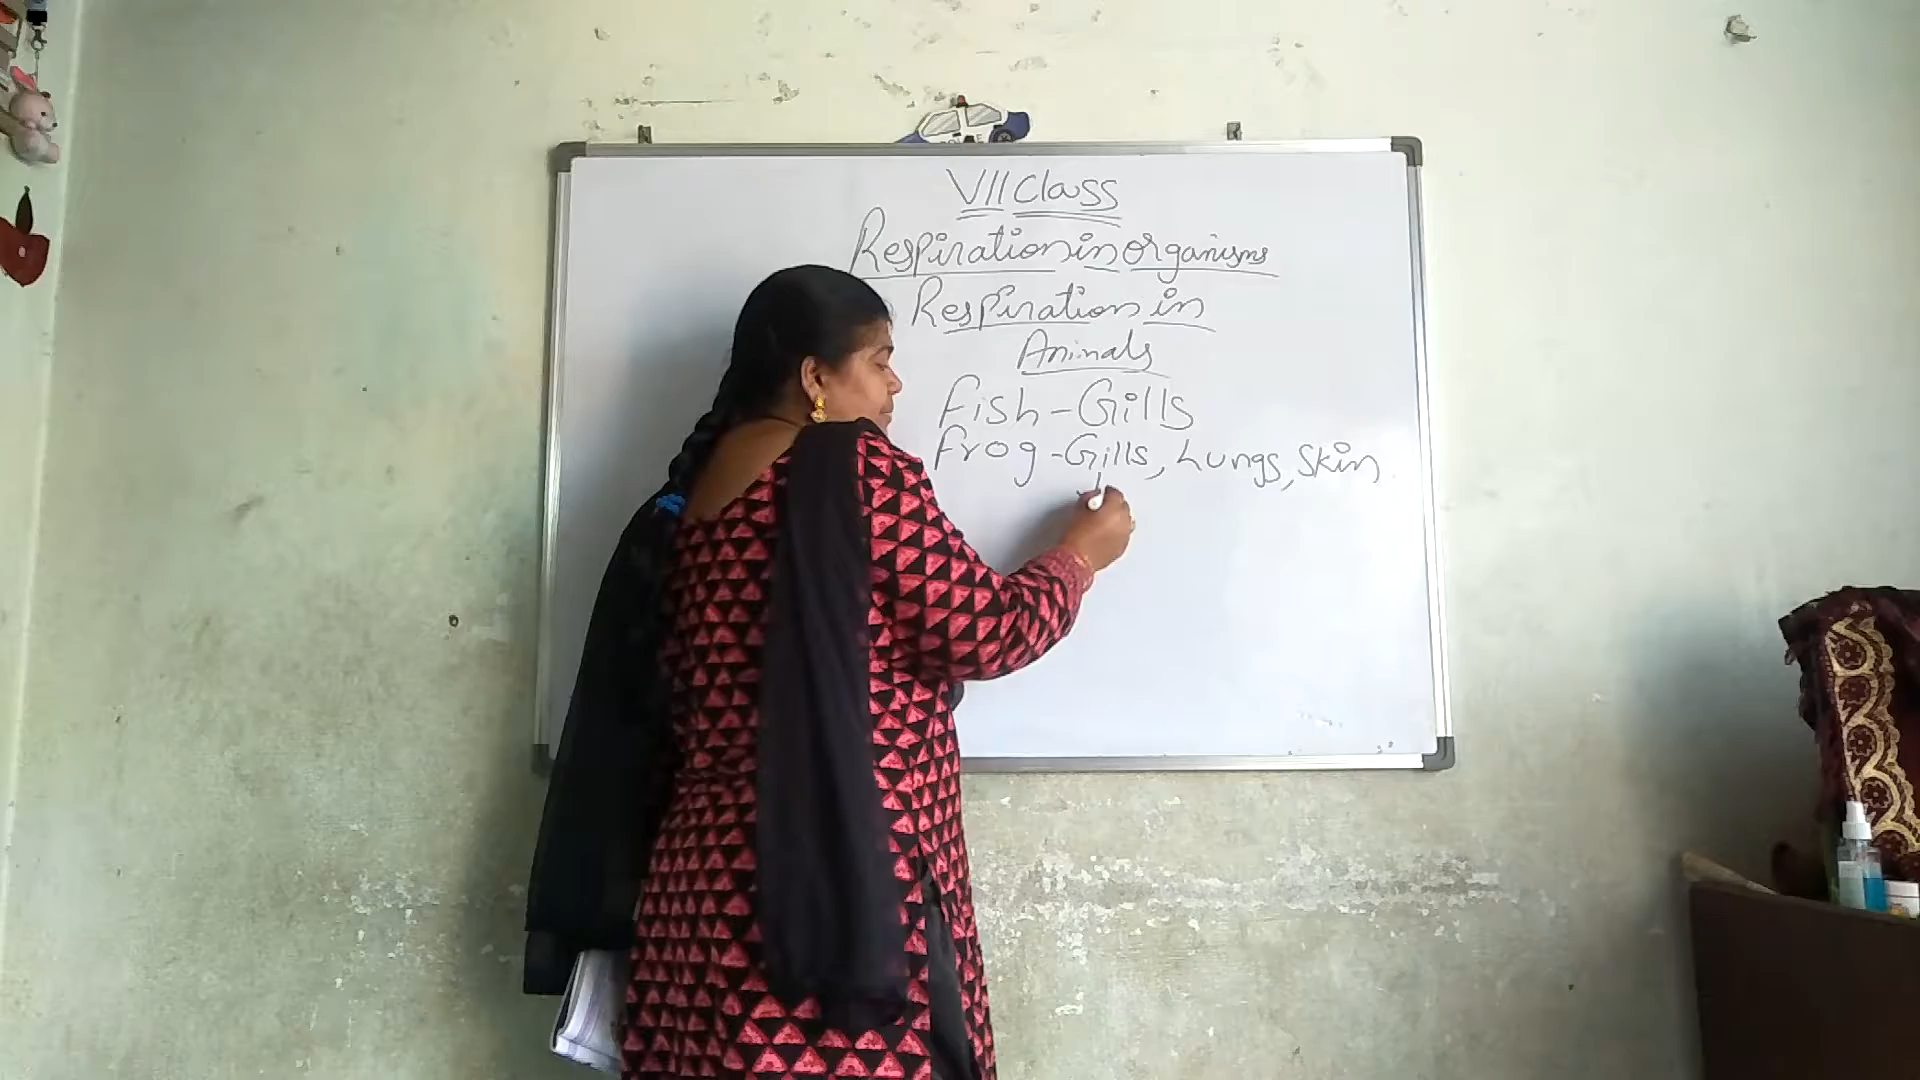 VII Class
Respiration in organisms
Respiration in
Animals
Fish - Gills
Frog - Gills, Lungs, Skin